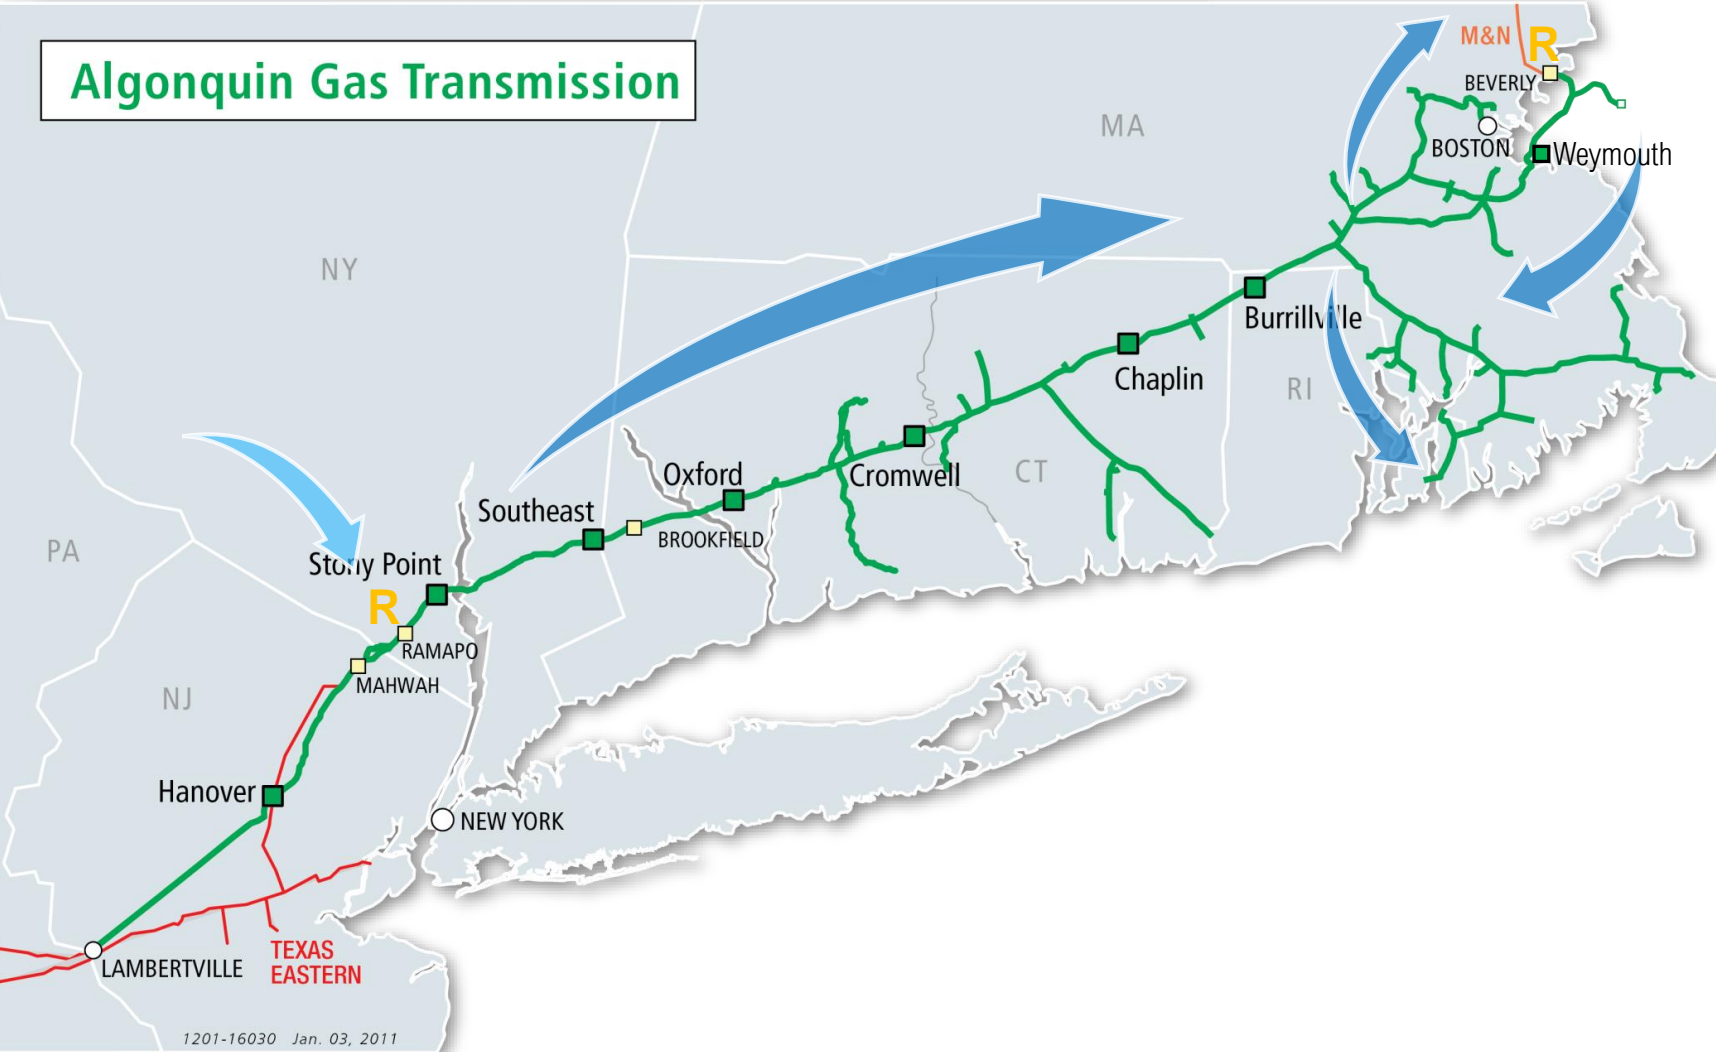 Algonquin Gas Transmission
M&N
R
BEVERLY
MA
BOSTON
Weymouth
NY
Burrillville
Chaplin
RI
Oxford
Cromwell
CT
Southeast
BROOKFIELD
PA
Stony Point
R
RAMAPO
MAHWAH
NJ
Hanover
NEW YORK
TEXAS
EASTERN
LAMBERTVILLE
1201-16030 Jan. 03, 2011